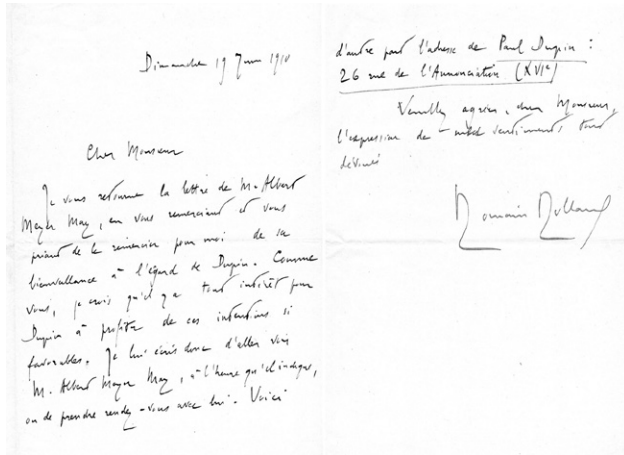 Dimanche 19 Juin 1910
Cher Monsieur
Je vous retourne la lettre de M. Albert
Meyer May, en vous remerciant et vous
priant de le remercier pour moi de sa
bienveillance à l'égard de Dupin. Comme
vous, je crois qu'il y a tout intérêt pour
Dupin à profiter de ces intentions si
favorables. Je lui écris donc d'aller voir
M. Albert Mayer May, à l'heure qu'il indique,
ou de prendre rendez-vous avec lui. Voici
d'autre part l'adresse de Paul Dupin :
26 rue de l'Annonciation (XVIe)
Veuillez agréer, cher Monsieur,
l'expression de mes sentiments tout
dévoués
Romain Rolland